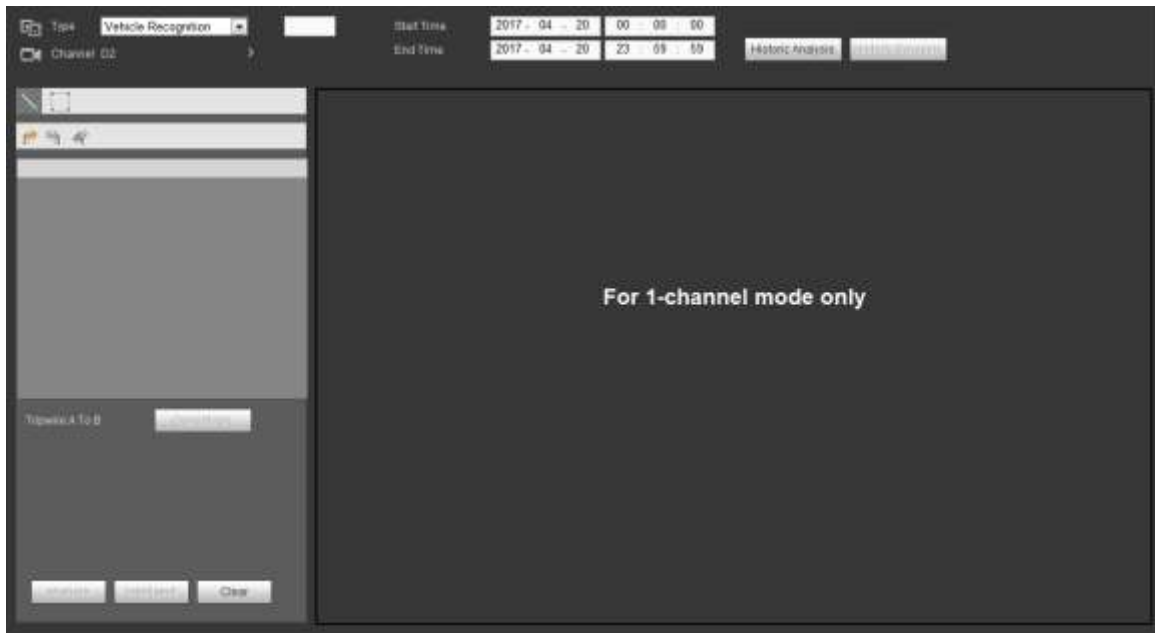 Type Vehicle Recognition
Channel D2 >
Start Time 2017 - 04 - 20 00 : 00 : 00
End Time 2017 - 04 - 20 23 : 59 : 59
Historic Analysis
For 1-channel mode only
Tripwire:A To B
Clear